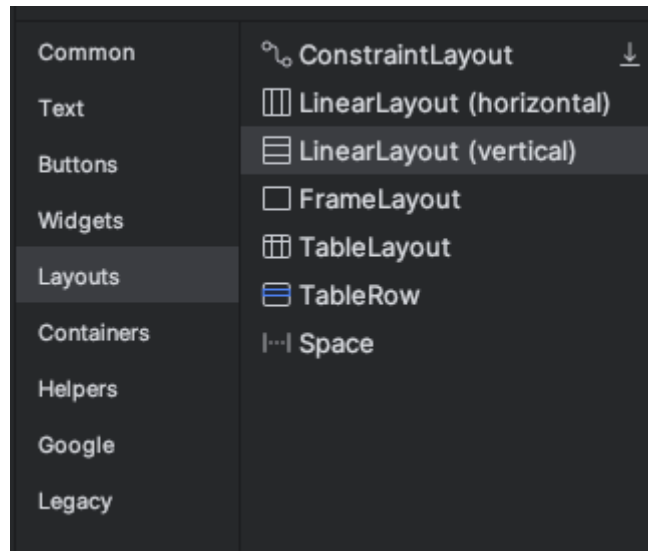 Common
Text
Buttons
Widgets
Layouts
Containers
Helpers
Google
Legacy
ConstraintLayout
LinearLayout (horizontal)
LinearLayout (vertical)
FrameLayout
TableLayout
TableRow
Space